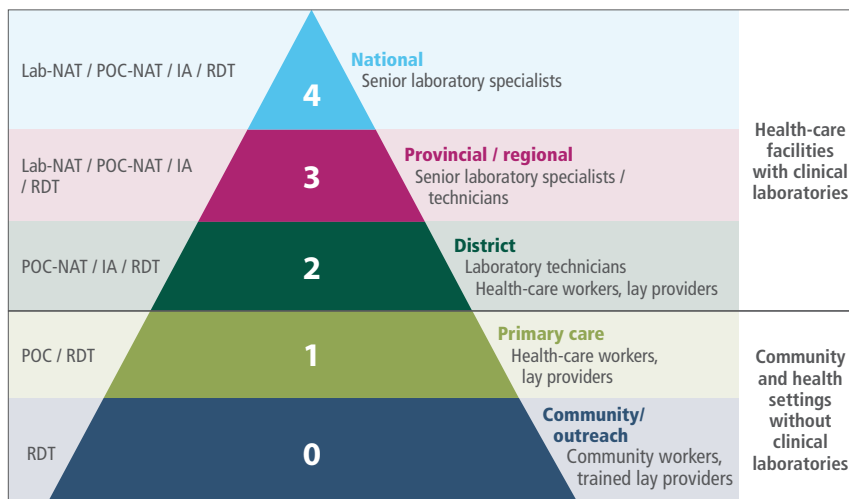 Lab-NAT / POC-NAT / IA / RDT
4
National
Senior laboratory specialists
Lab-NAT / POC-NAT / IA
/ RDT
3
Provincial / regional
Senior laboratory specialists /
technicians
POC-NAT / IA / RDT
2
District
Laboratory technicians
Health-care workers, lay providers
Health-care
facilities
with clinical
laboratories
POC / RDT
1
Primary care
Health-care workers,
lay providers
RDT
0
Community/
outreach
Community workers,
trained lay providers
Community
and health
settings
without
clinical
laboratories